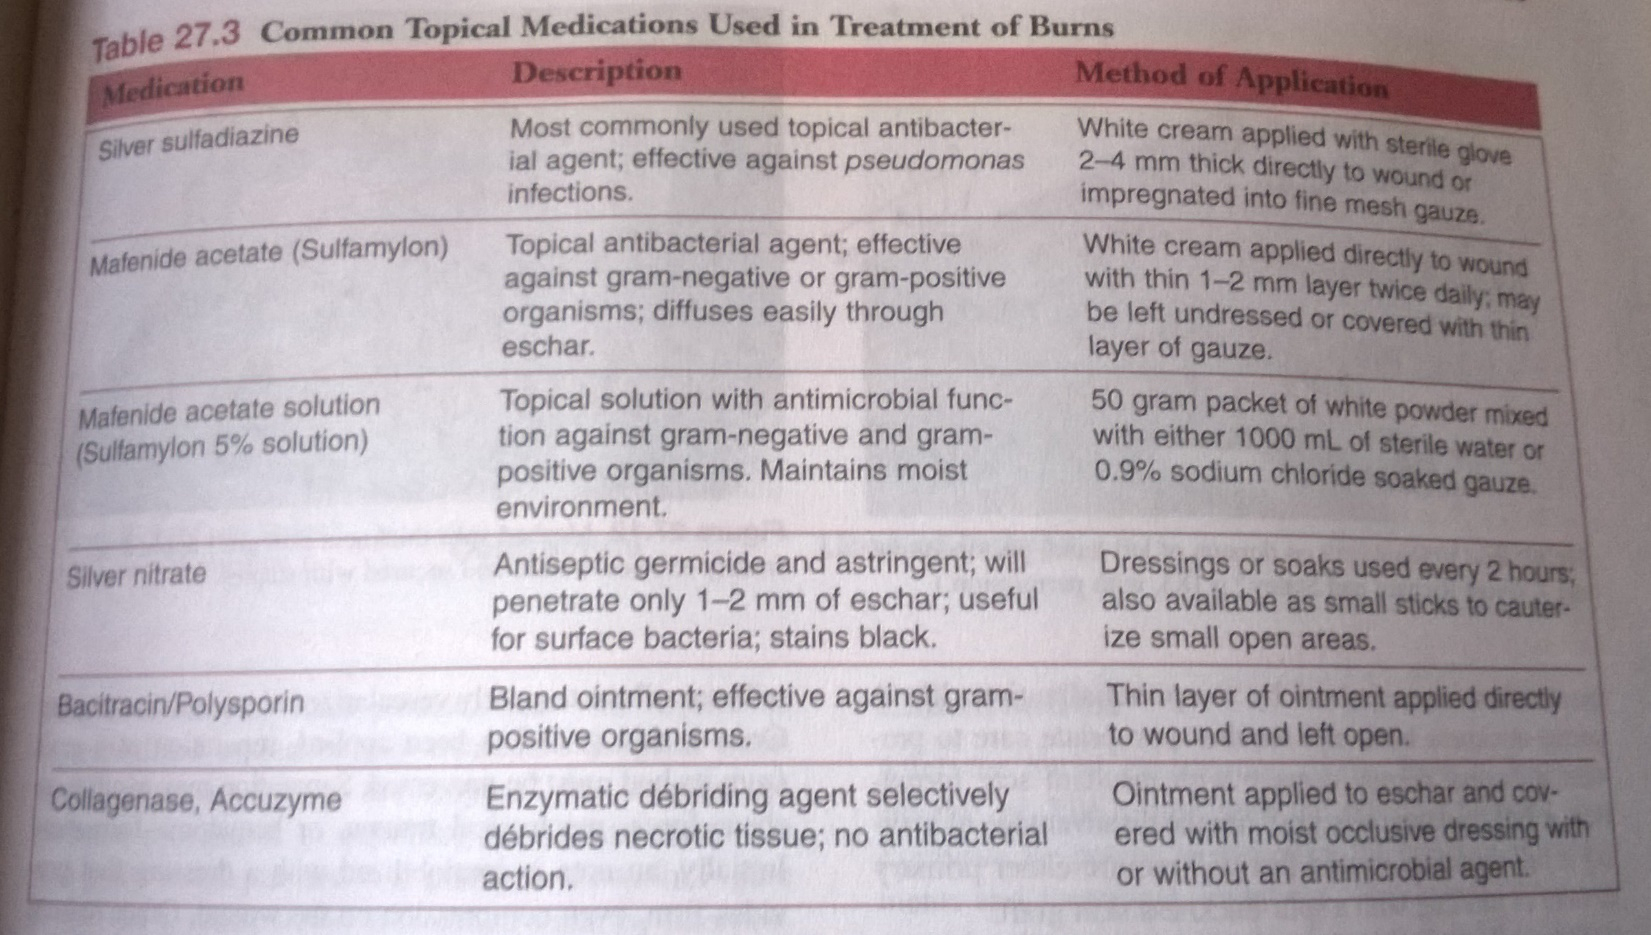 Table 27.3 Common Topical Medications Used in Treatment of Burns
Medication Description Method of Application
Silver sulfadiazine
Most commonly used topical antibacter-
ial agent; effective against pseudomonas
infections.
White cream applied with sterile glove
2–4 mm thick directly to wound or
impregnated into fine mesh gauze.
Mafenide acetate (Sulfamylon)
Topical antibacterial agent; effective
against gram-negative or gram-positive
organisms; diffuses easily through
eschar.
White cream applied directly to wound
with thin 1–2 mm layer twice daily; may
be left undressed or covered with thin
layer of gauze.
Mafenide acetate solution
(Sulfamylon 5% solution)
Topical solution with antimicrobial func-
tion against gram-negative and gram-
positive organisms. Maintains moist
environment.
50 gram packet of white powder mixed
with either 1000 mL of sterile water or
0.9% sodium chloride soaked gauze.
Silver nitrate
Antiseptic germicide and astringent; will
penetrate only 1–2 mm of eschar; useful
for surface bacteria; stains black.
Dressings or soaks used every 2 hours;
also available as small sticks to cauter-
ize small open areas.
Bacitracin/Polysporin
Bland ointment; effective against gram-
positive organisms.
Thin layer of ointment applied directly
to wound and left open.
Collagenase, Accuzyme
Enzymatic débriding agent selectively
débrides necrotic tissue; no antibacterial
action.
Ointment applied to eschar and cov-
ered with moist occlusive dressing with
or without an antimicrobial agent.